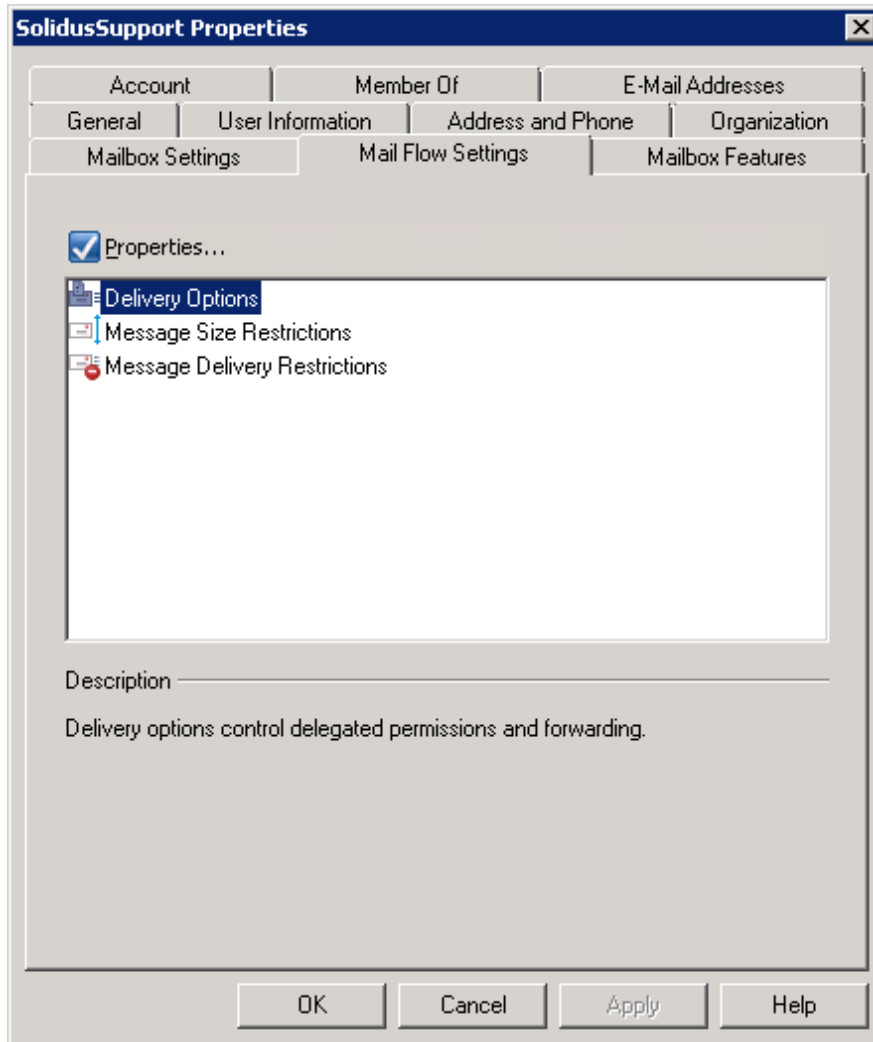 SolidusSupport Properties
Account Member Of E-Mail Addresses
General User Information Address and Phone Organization
Mailbox Settings Mail Flow Settings Mailbox Features
Properties...
Delivery Options
Message Size Restrictions
Message Delivery Restrictions
Description
Delivery options control delegated permissions and forwarding.
OK Cancel Apply Help